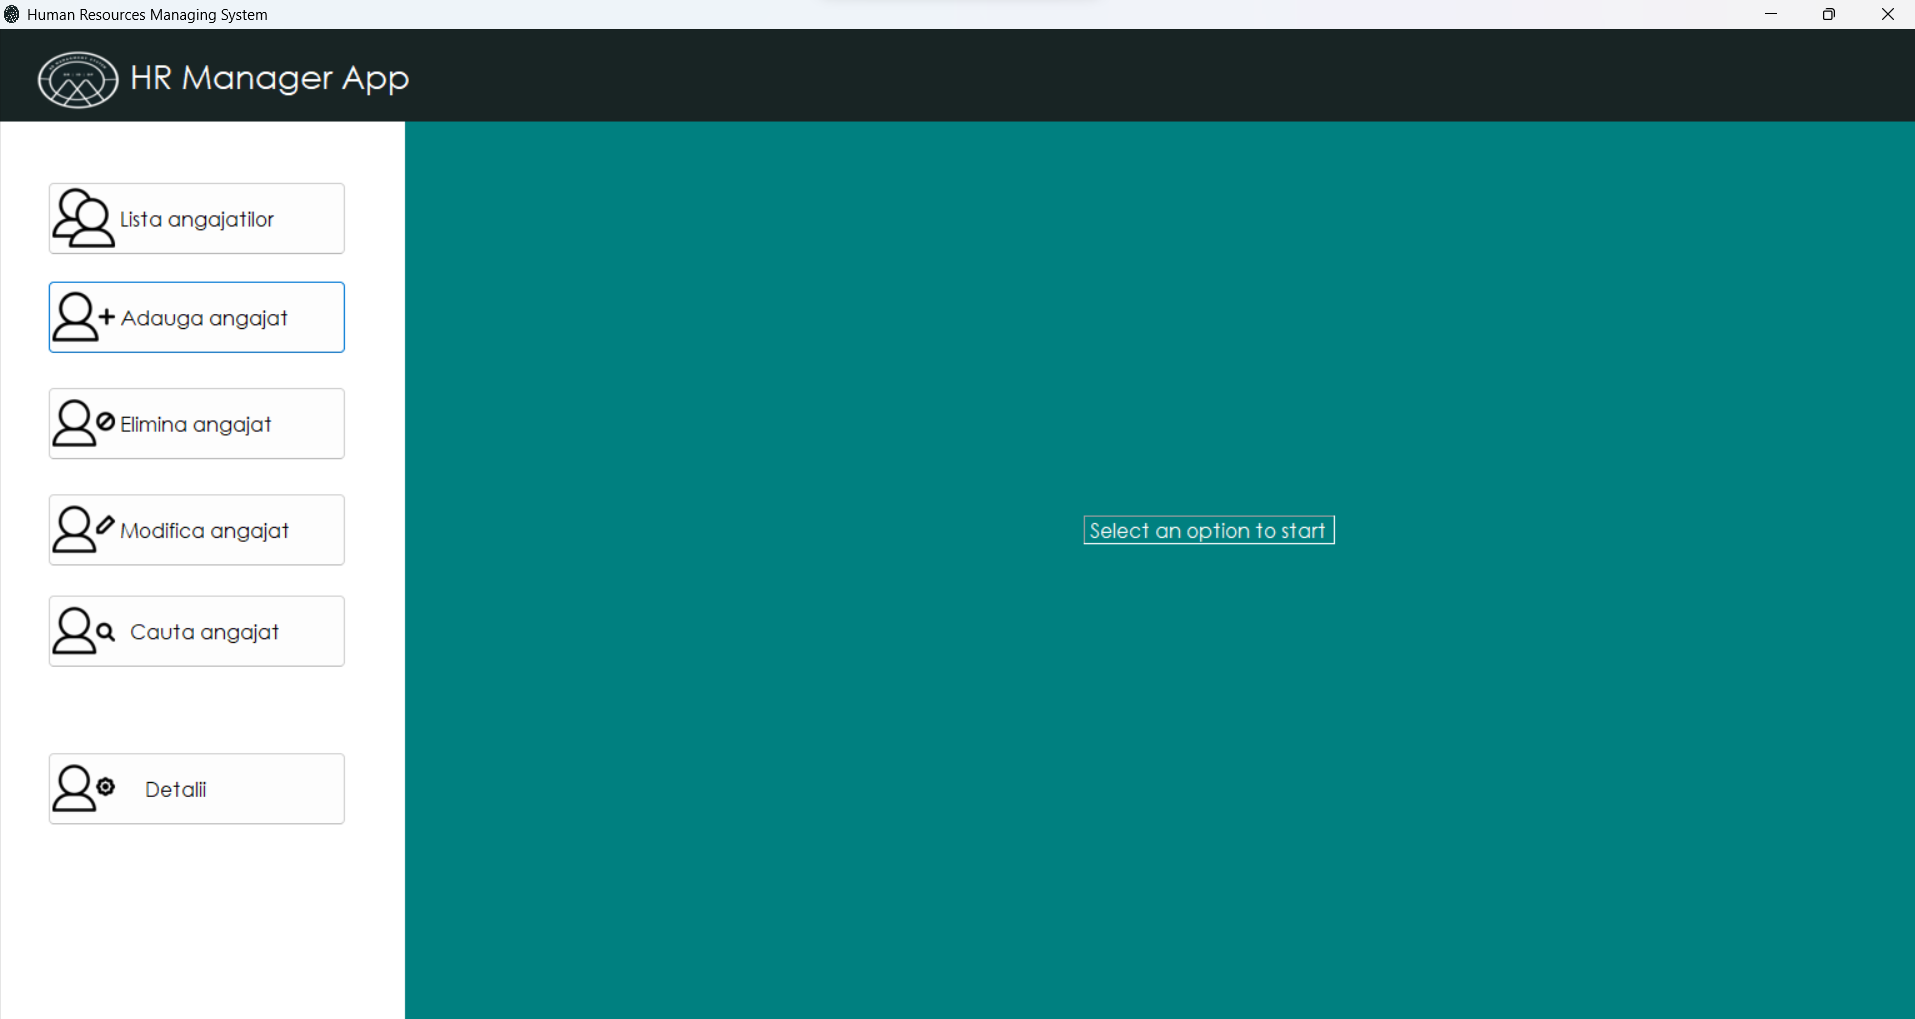 Human Resources Managing System
HR Manager App
Lista angajatilor
Adauga angajat
Elimina angajat
Modifica angajat
Cauta angajat
Detalii
Select an option to start